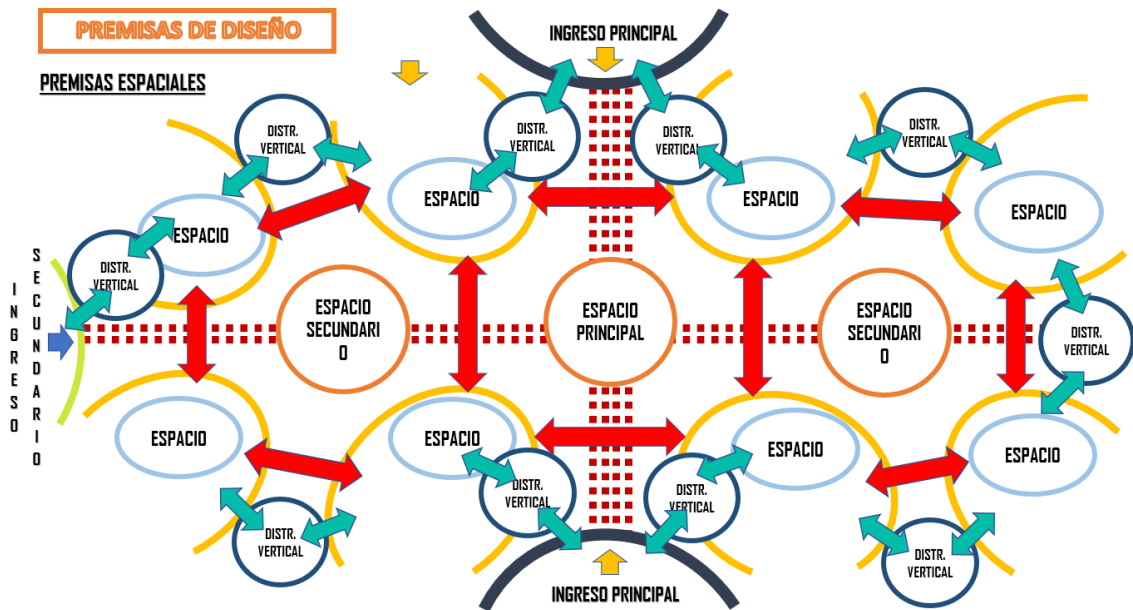 PREMISAS DE DISEÑO
INGRESO PRINCIPAL
PREMISAS ESPACIALES
DISTR.
VERTICAL
DISTR.
VERTICAL
DISTR.
VERTICAL
DISTR.
VERTICAL
ESPACIO
ESPACIO
ESPACIO
ESPACIO
DISTR.
VERTICAL
INGRESO
SECUNDARIO
ESPACIO
SECUNDARI
O
ESPACIO
PRINCIPAL
ESPACIO
SECUNDARI
O
DISTR.
VERTICAL
ESPACIO
ESPACIO
ESPACIO
ESPACIO
DISTR.
VERTICAL
DISTR.
VERTICAL
DISTR.
VERTICAL
DISTR.
VERTICAL
INGRESO PRINCIPAL